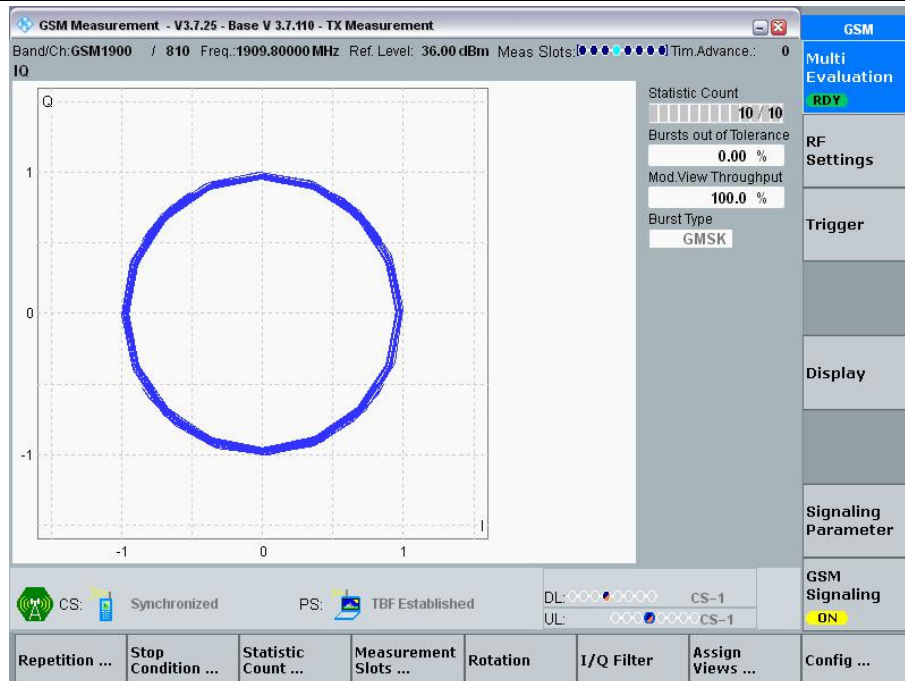 GSM Measurement - V3.7.25 - Base V 3.7.110 - TX Measurement
Band/Ch:GSM1900 / 810 Freq.:1909.80000 MHz Ref. Level: 36.00 dBm Meas Slots: Tim.Advance.: 0
IQ
Q
1
0
-1
-1 0 1
I
Statistic Count
10 / 10
Bursts out of Tolerance
0.00 %
Mod.View Throughput
100.0 %
Burst Type
GMSK
GSM
Multi
Evaluation
RDY
RF
Settings
Trigger
Display
Signaling
Parameter
GSM
Signaling
ON
CS: Synchronized PS: TBF Established
DL: CS-1
UL: CS-1
Repetition ...
Stop
Condition ...
Statistic
Count ...
Measurement
Slots ...
Rotation
I/Q Filter
Assign
Views ...
Config ...